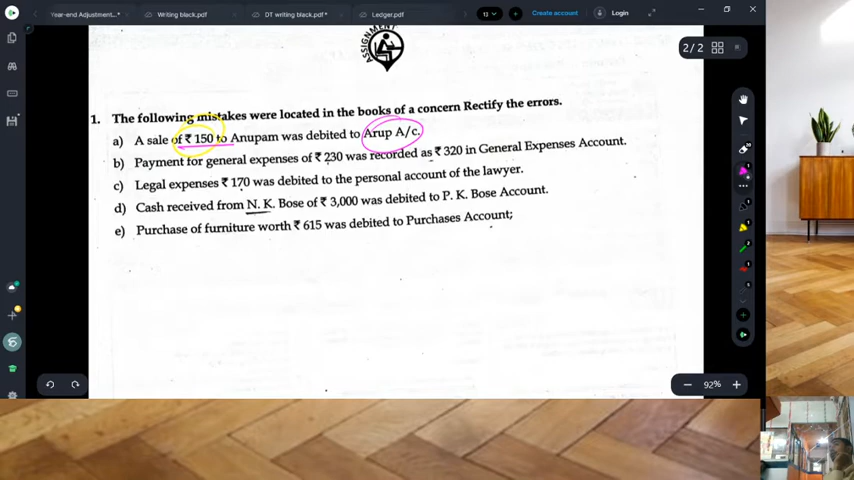 Year-end Adjustment...* Writing black.pdf DT writing black.pdf* Ledger.pdf 13 Create account Login
2/2
ASSIGNMENT
1. The following mistakes were located in the books of a concern Rectify the errors.
a) A sale of ₹ 150 to Anupam was debited to Arup A/c.
b) Payment for general expenses of ₹ 230 was recorded as ₹ 320 in General Expenses Account.
c) Legal expenses ₹ 170 was debited to the personal account of the lawyer.
d) Cash received from N. K. Bose of ₹ 3,000 was debited to P. K. Bose Account.
e) Purchase of furniture worth ₹ 615 was debited to Purchases Account;
92%